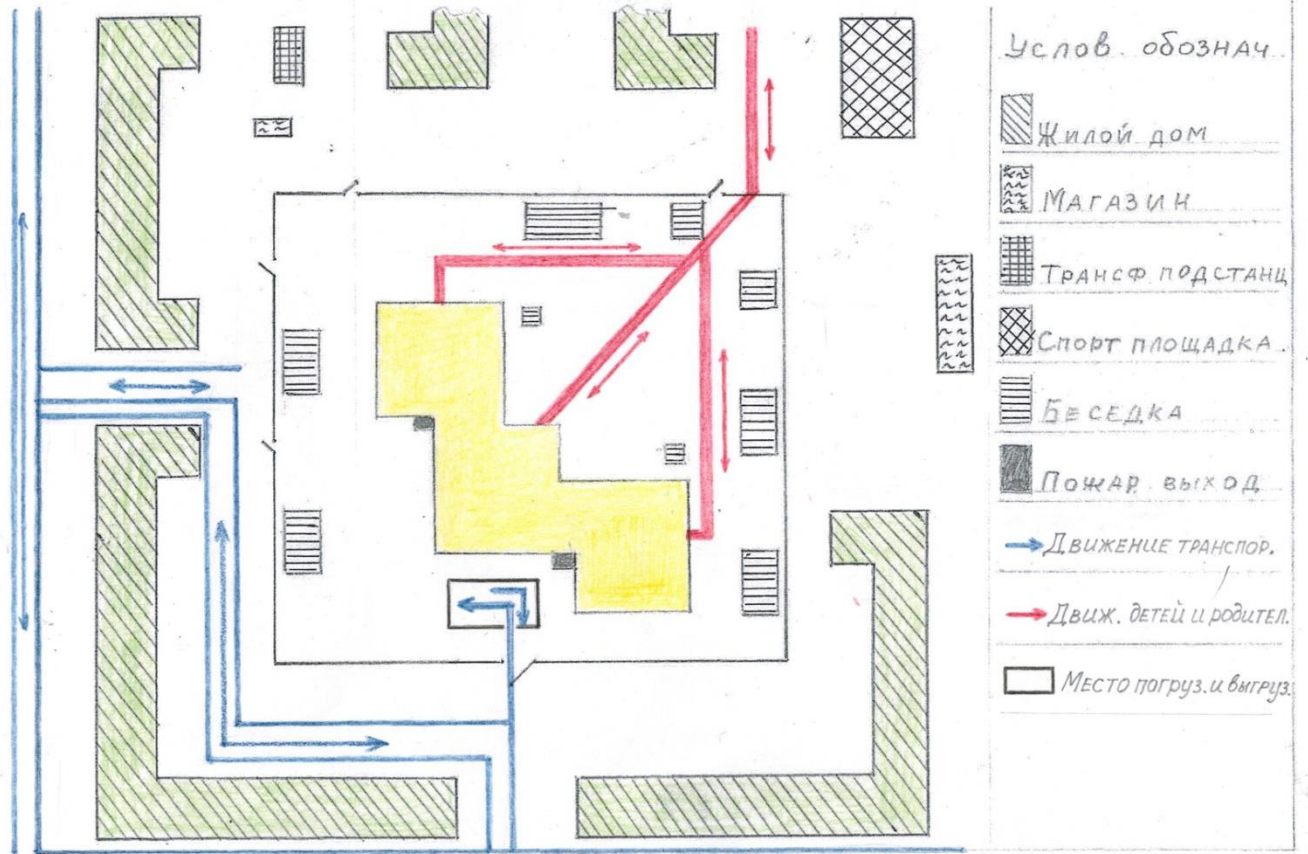 Услов. обознач.
Жилой дом
Магазин
Трансф. подстанц
Спорт площадка.
Беседка
Пожар. выход
Движение транспор.
Движ. детей и родител.
Место погруз. и выгруз.